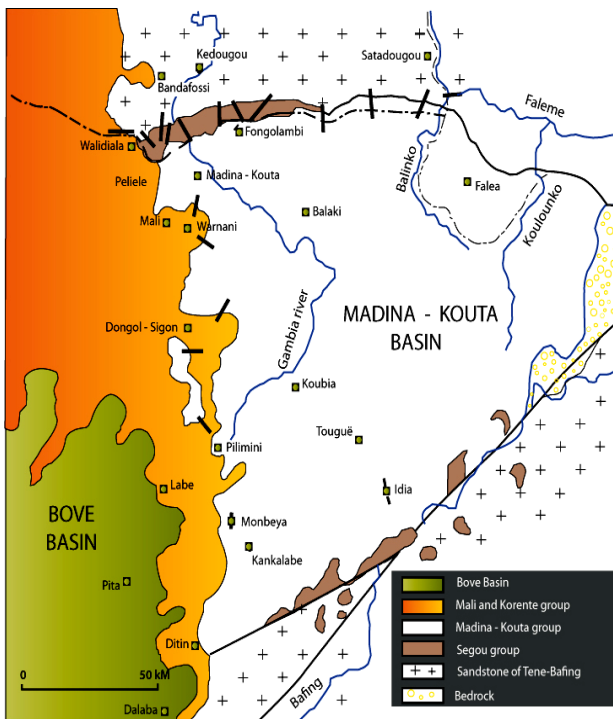 Kedougou
Satadougou
Bandafossi
Faleme
Fongolambi
Walidiala
Balinko
Peliele
Madina - Kouta
Falea
Koulounko
Balaki
Mali
Warnani
MADINA - KOUTA
BASIN
Gambia river
Dongol - Sigon
Koubia
Touguë
Pilimini
Labe
Idia
BOVE
BASIN
Monbeya
Kankalabe
Pita
Ditin
0 50 kM
Dalaba
Bafing
Bove Basin
Mali and Korente group
Madina - Kouta group
Segou group
Sandstone of Tene-Bafing
Bedrock